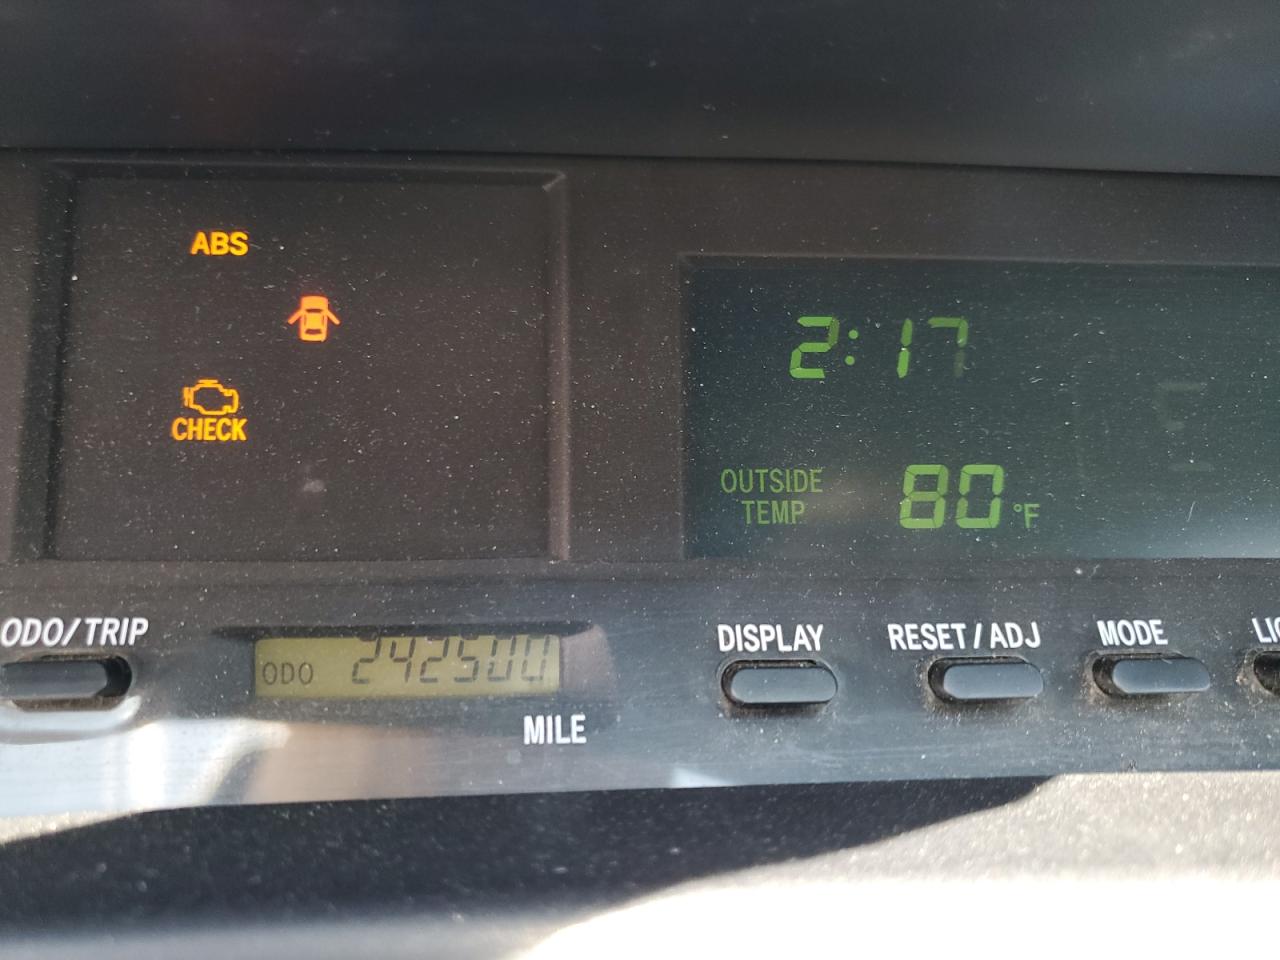 ABS
2:17
CHECK
OUTSIDE
TEMP
80 °F
ODO/TRIP
ODO 242500
MILE
DISPLAY
RESET / ADJ
MODE